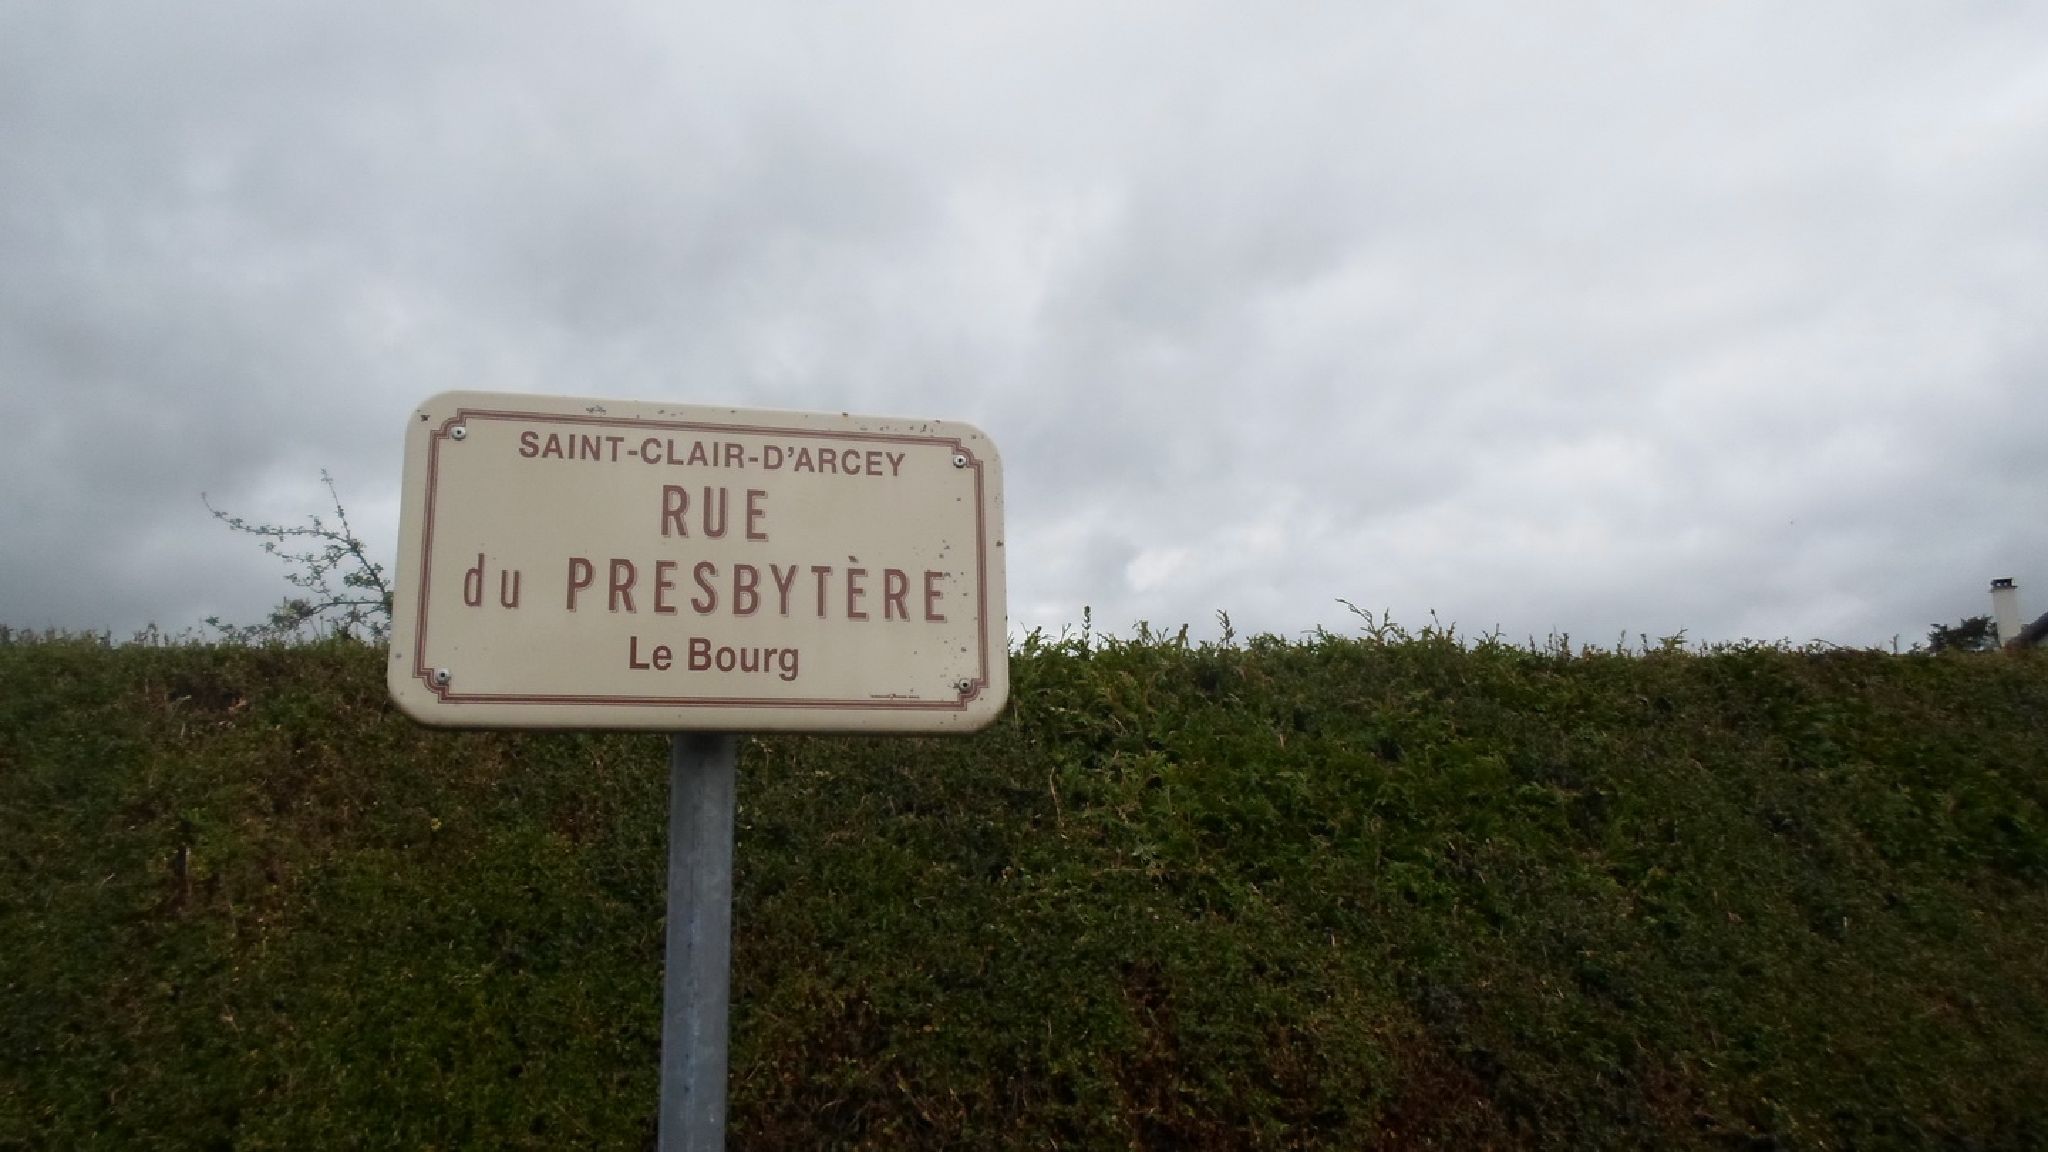 SAINT-CLAIR-D'ARCEY
RUE
du PRESBYTÈRE
Le Bourg